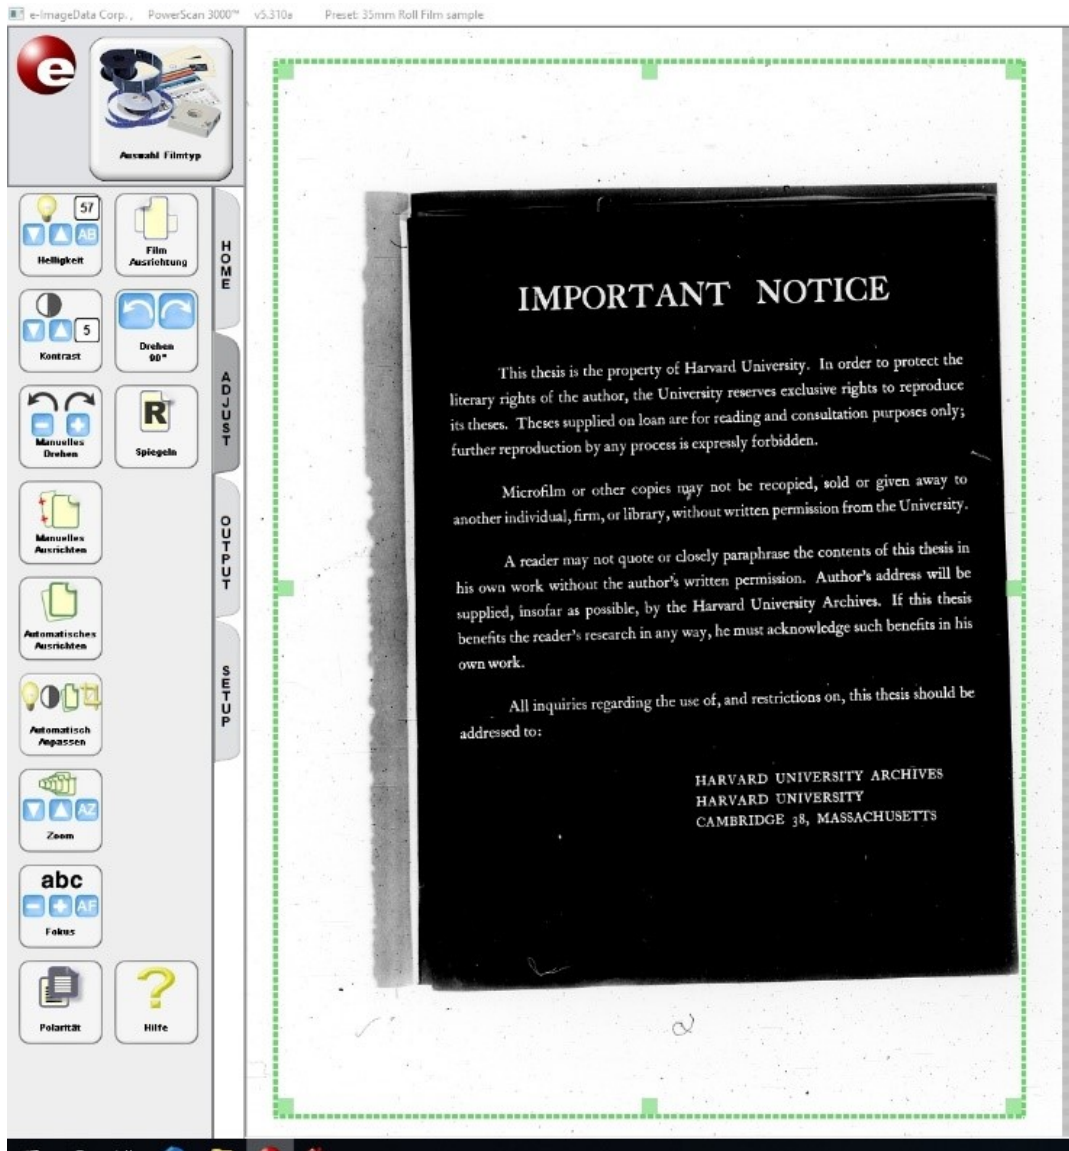 e-ImageData Corp., PowerScan 3000™ v5.310a Preset: 35mm Roll Film sample
e
Auswahl Filmtyp
57
AB
Helligkeit
Film
Ausrichtung
HOME
5
Kontrast
Drehen
90°
ADJUST
Manuelles
Drehen
R
Spiegeln
Manuelles
Ausrichten
OUTPUT
Automatisches
Ausrichten
SETUP
Automatisch
Anpassen
AZ
Zoom
abc
AF
Fokus
Polarität
?
Hilfe
IMPORTANT NOTICE
This thesis is the property of Harvard University. In order to protect the
literary rights of the author, the University reserves exclusive rights to reproduce
its theses. Theses supplied on loan are for reading and consultation purposes only;
further reproduction by any process is expressly forbidden.
Microfilm or other copies may not be recopied, sold or given away to
another individual, firm, or library, without written permission from the University.
A reader may not quote or closely paraphrase the contents of this thesis in
his own work without the author's written permission. Author's address will be
supplied, insofar as possible, by the Harvard University Archives. If this thesis
benefits the reader's research in any way, he must acknowledge such benefits in his
own work.
All inquiries regarding the use of, and restrictions on, this thesis should be
addressed to:
HARVARD UNIVERSITY ARCHIVES
HARVARD UNIVERSITY
CAMBRIDGE 38, MASSACHUSETTS